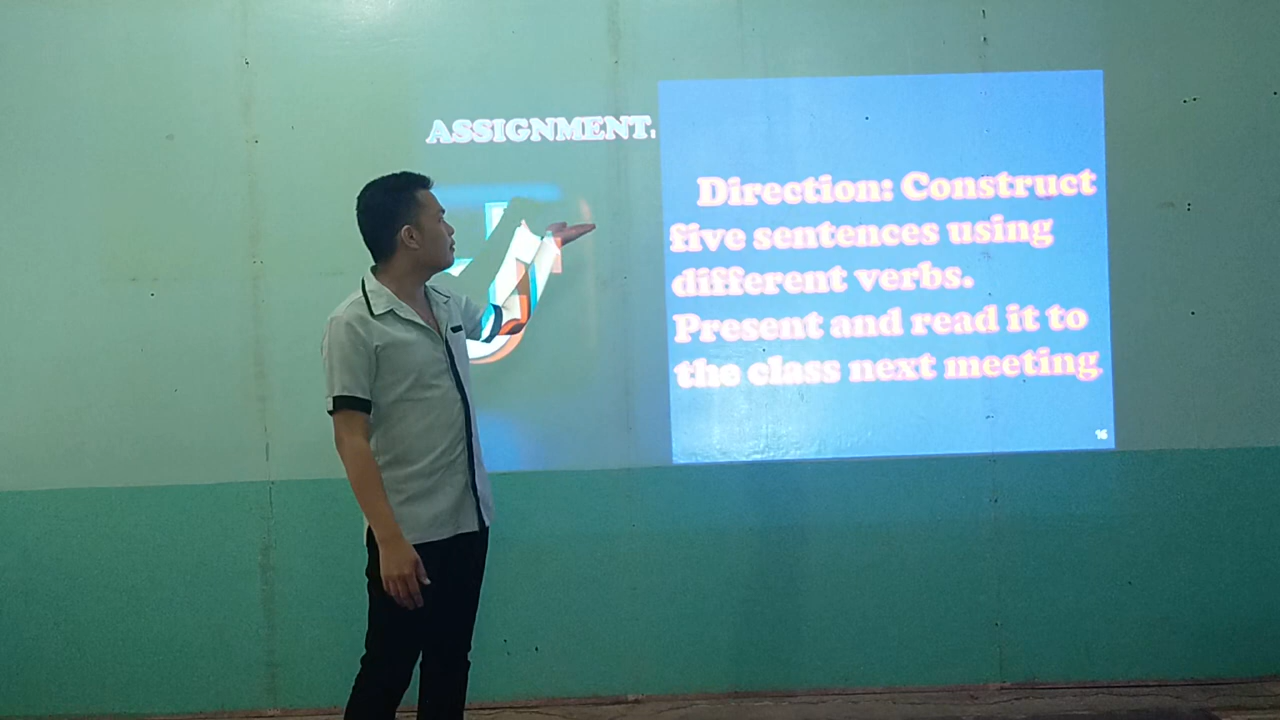 ASSIGNMENT:
Direction: Construct
five sentences using
different verbs.
Present and read it to
the class next meeting.
16